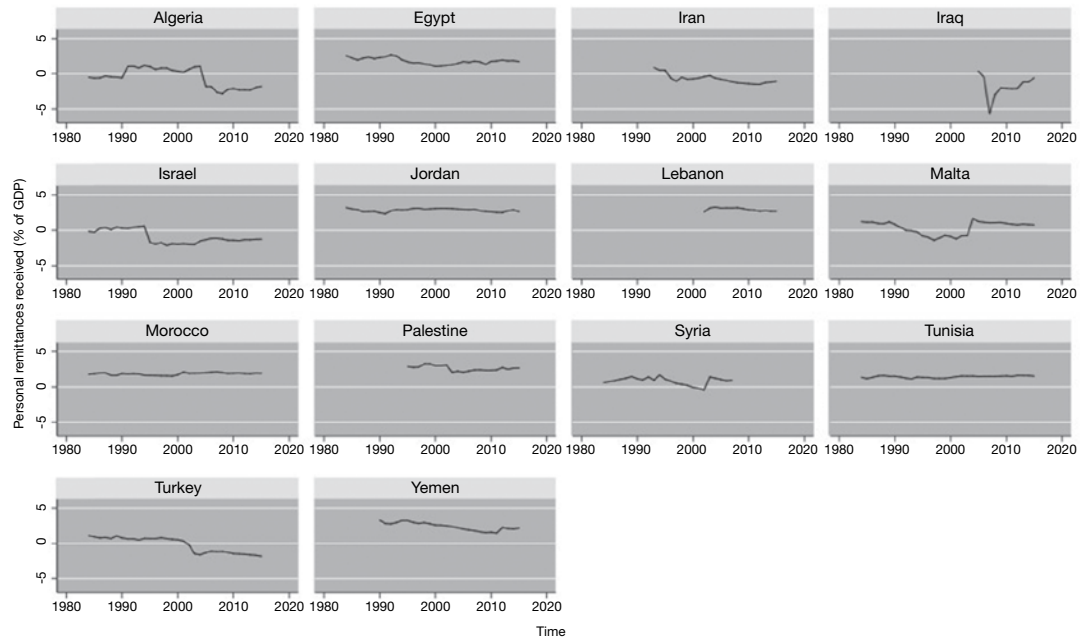 Algeria Egypt Iran Iraq
5
0
-5
1980 1990 2000 2010 2020 1980 1990 2000 2010 2020 1980 1990 2000 2010 2020 1980 1990 2000 2010 2020
Israel Jordan Lebanon Malta
5
0
-5
1980 1990 2000 2010 2020 1980 1990 2000 2010 2020 1980 1990 2000 2010 2020 1980 1990 2000 2010 2020
Morocco Palestine Syria Tunisia
5
0
-5
1980 1990 2000 2010 2020 1980 1990 2000 2010 2020 1980 1990 2000 2010 2020 1980 1990 2000 2010 2020
Turkey Yemen
5
0
-5
1980 1990 2000 2010 2020 1980 1990 2000 2010 2020
Personal remittances received (% of GDP)
Time